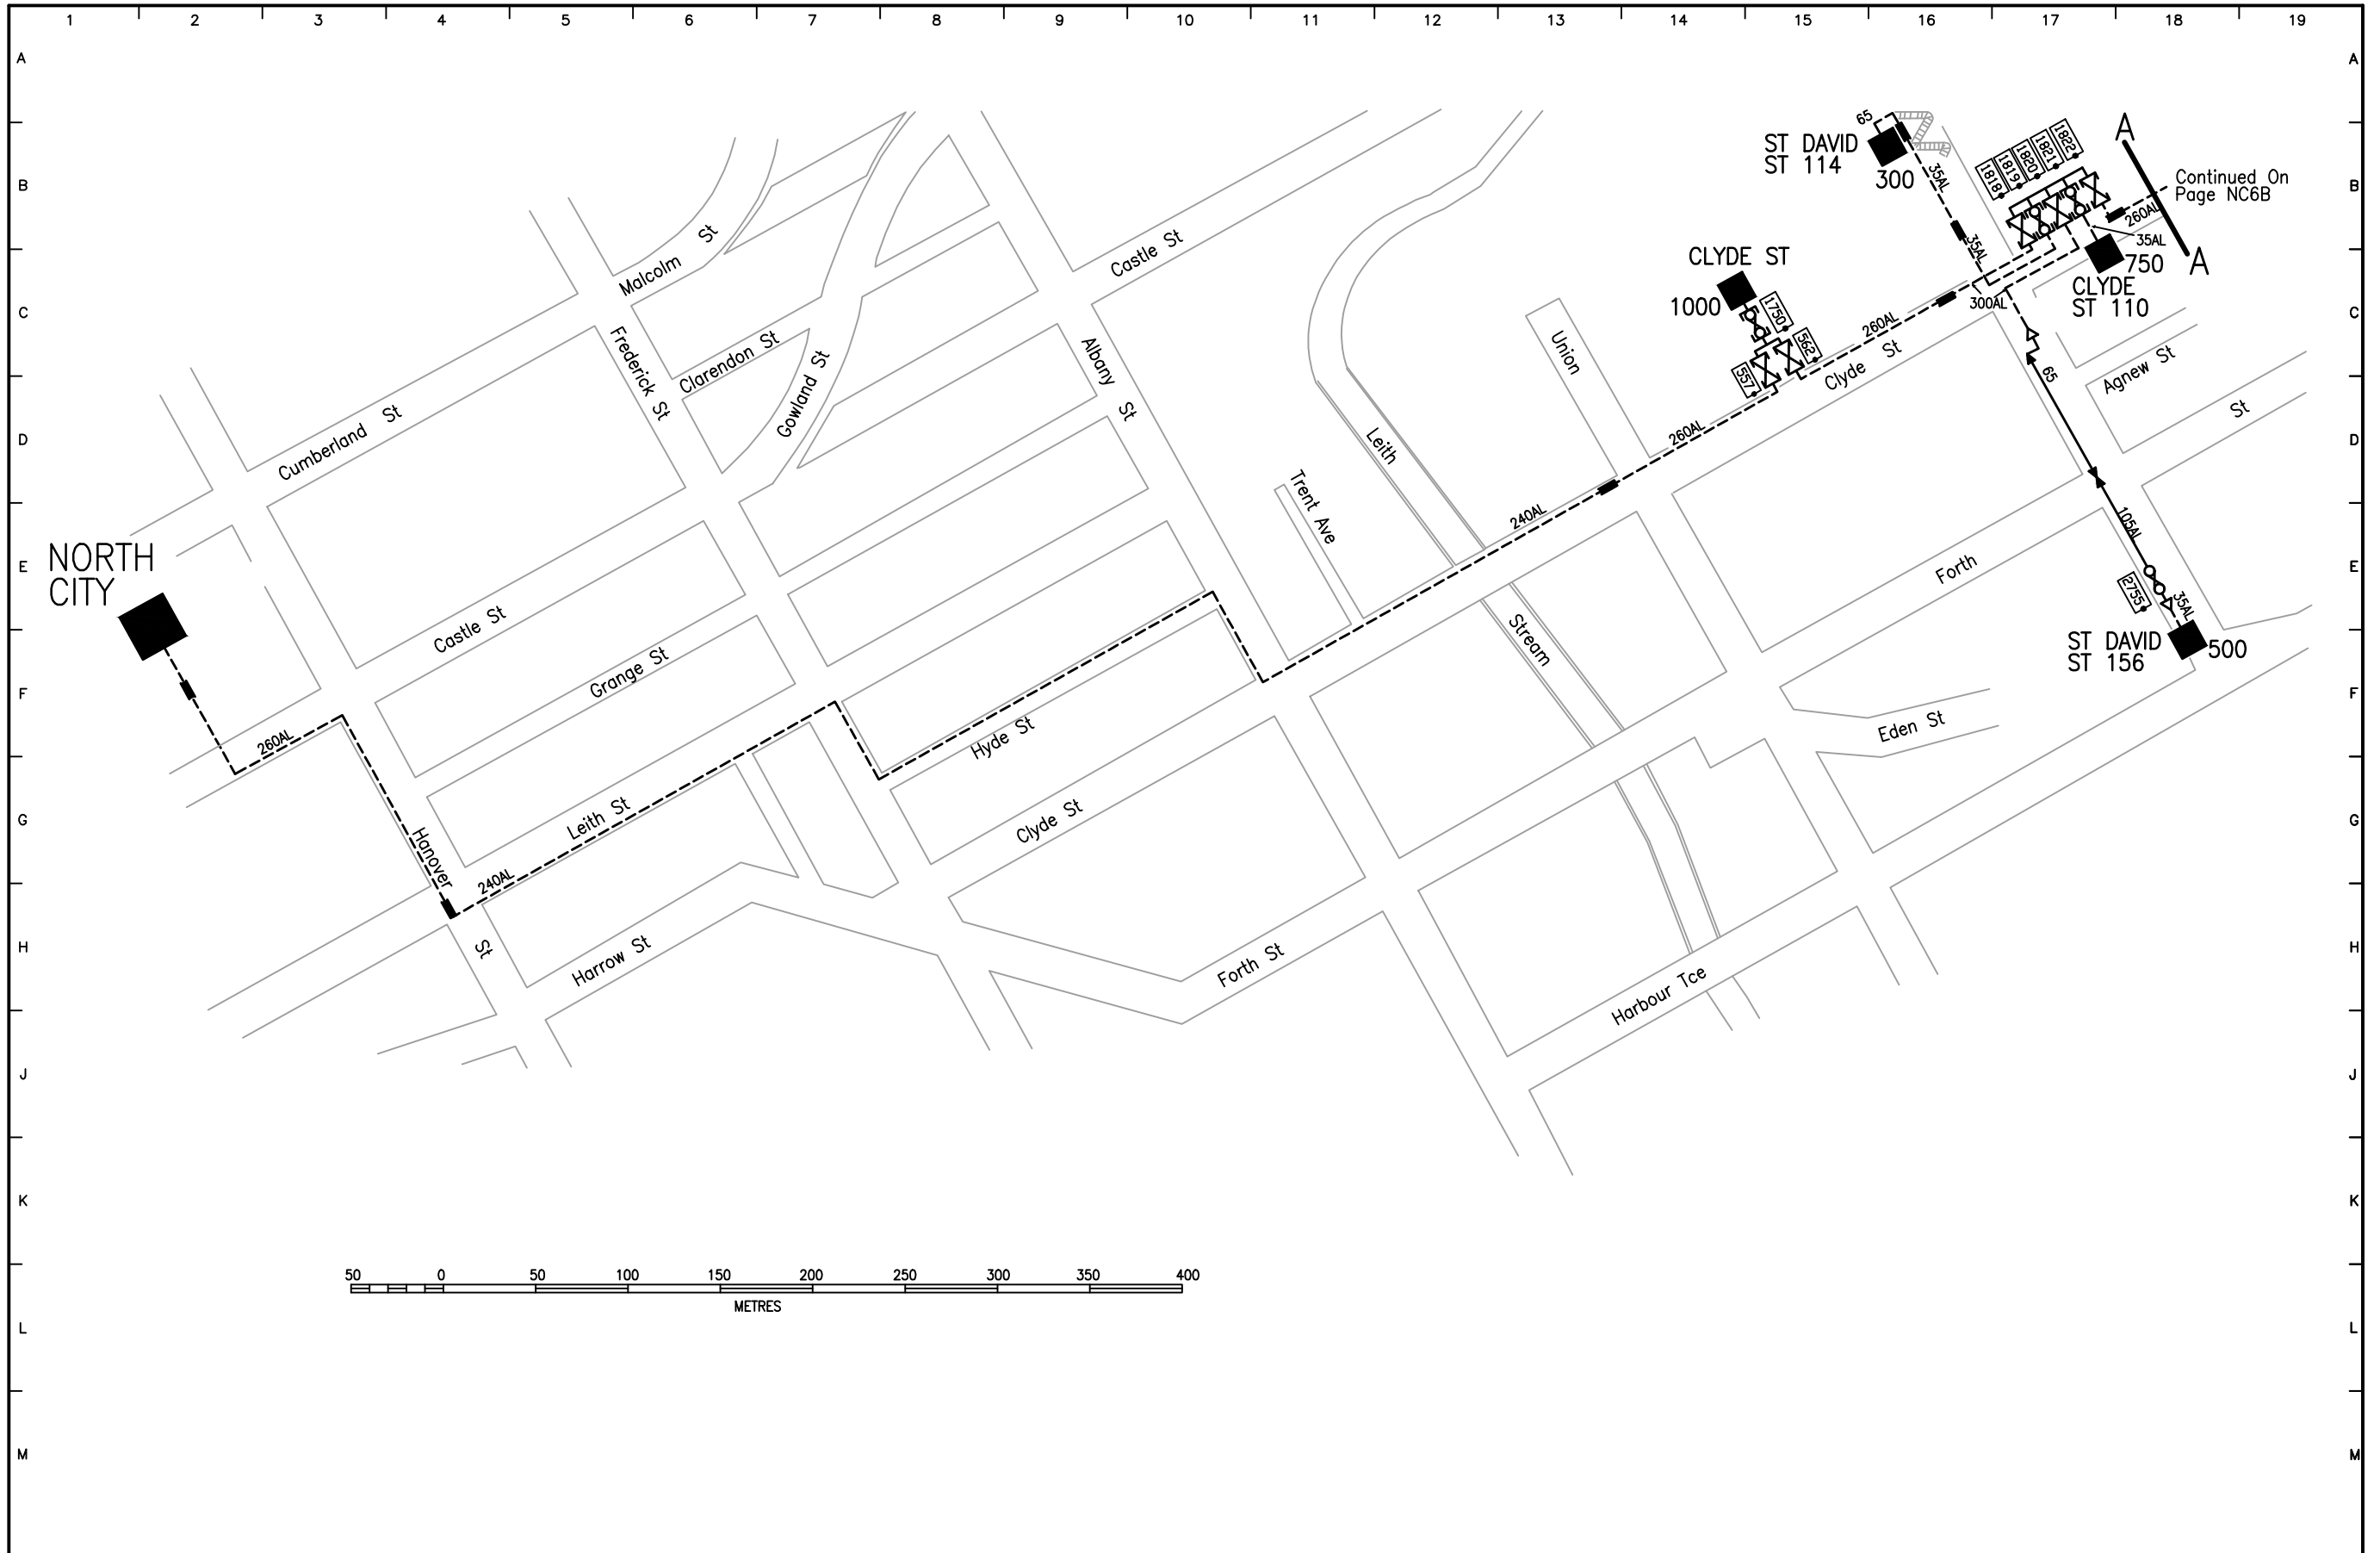 1 2 3 4 5 6 7 8 9 10 11 12 13 14 15 16 17 18 19
A A
65
ST DAVID
ST 114
300
35AL
35AL
1818
1819
1820
1821
1822
A
Continued On
Page NC6B
260AL
35AL
A
B B
Malcolm St
Castle St
CLYDE ST
1000
1750
562
557
260AL
300AL
750
CLYDE
ST 110
C C
Frederick St
Clarendon St
Gowland St
Albany St
Union
Clyde St
65
Agnew St
D D
Cumberland St
Leith
260AL
St
Trent Ave
240AL
105AL
NORTH
CITY
E E
Forth
2755
35AL
Castle St
Grange St
Stream
ST DAVID
ST 156
500
F F
260AL
Hyde St
Eden St
G G
Hanover
Leith St
Clyde St
240AL
H H
St
Harrow St
Forth St
Harbour Tce
J J
K K
50 0 50 100 150 200 250 300 350 400
METRES
L L
M M